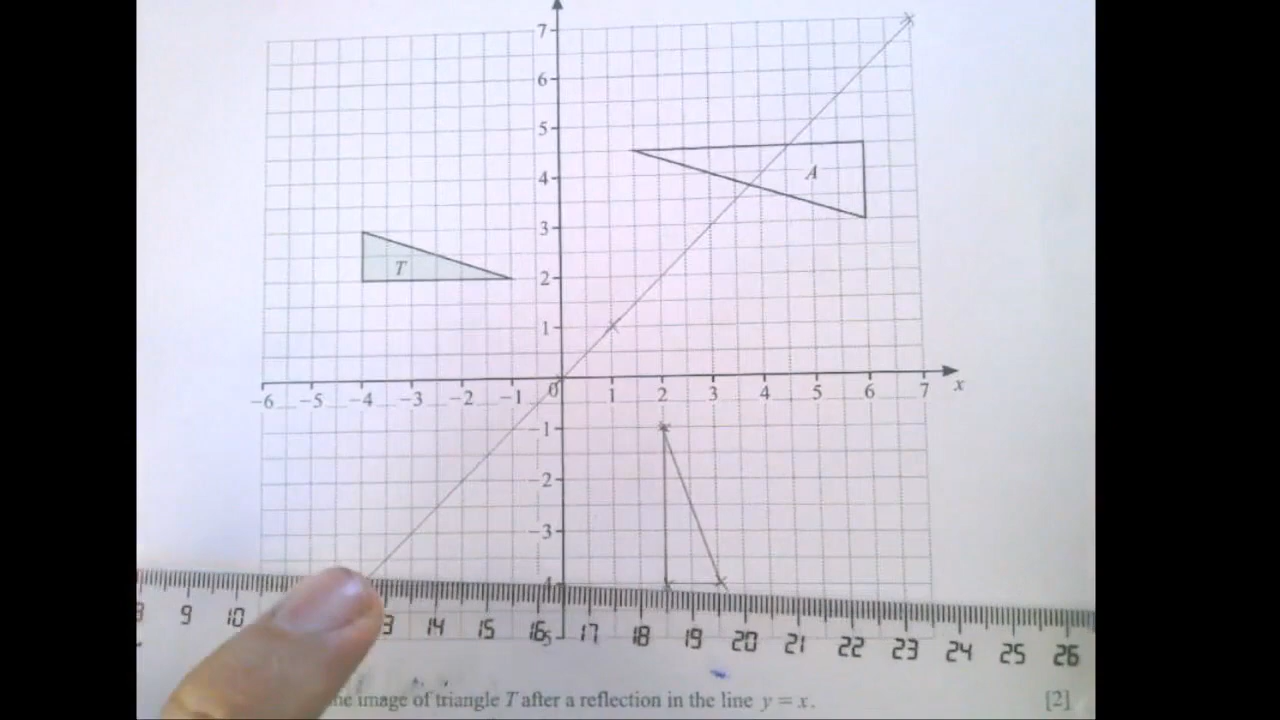 7
6
5
4
A
3
T
2
1
−6 −5 −4 −3 −2 −1 0 1 2 3 4 5 6 7 x
−1
−2
−3
9 10 14 15 16 17 18 19 20 21 22 23 24 25 26
image of triangle T after a reflection in the line y = x. [2]